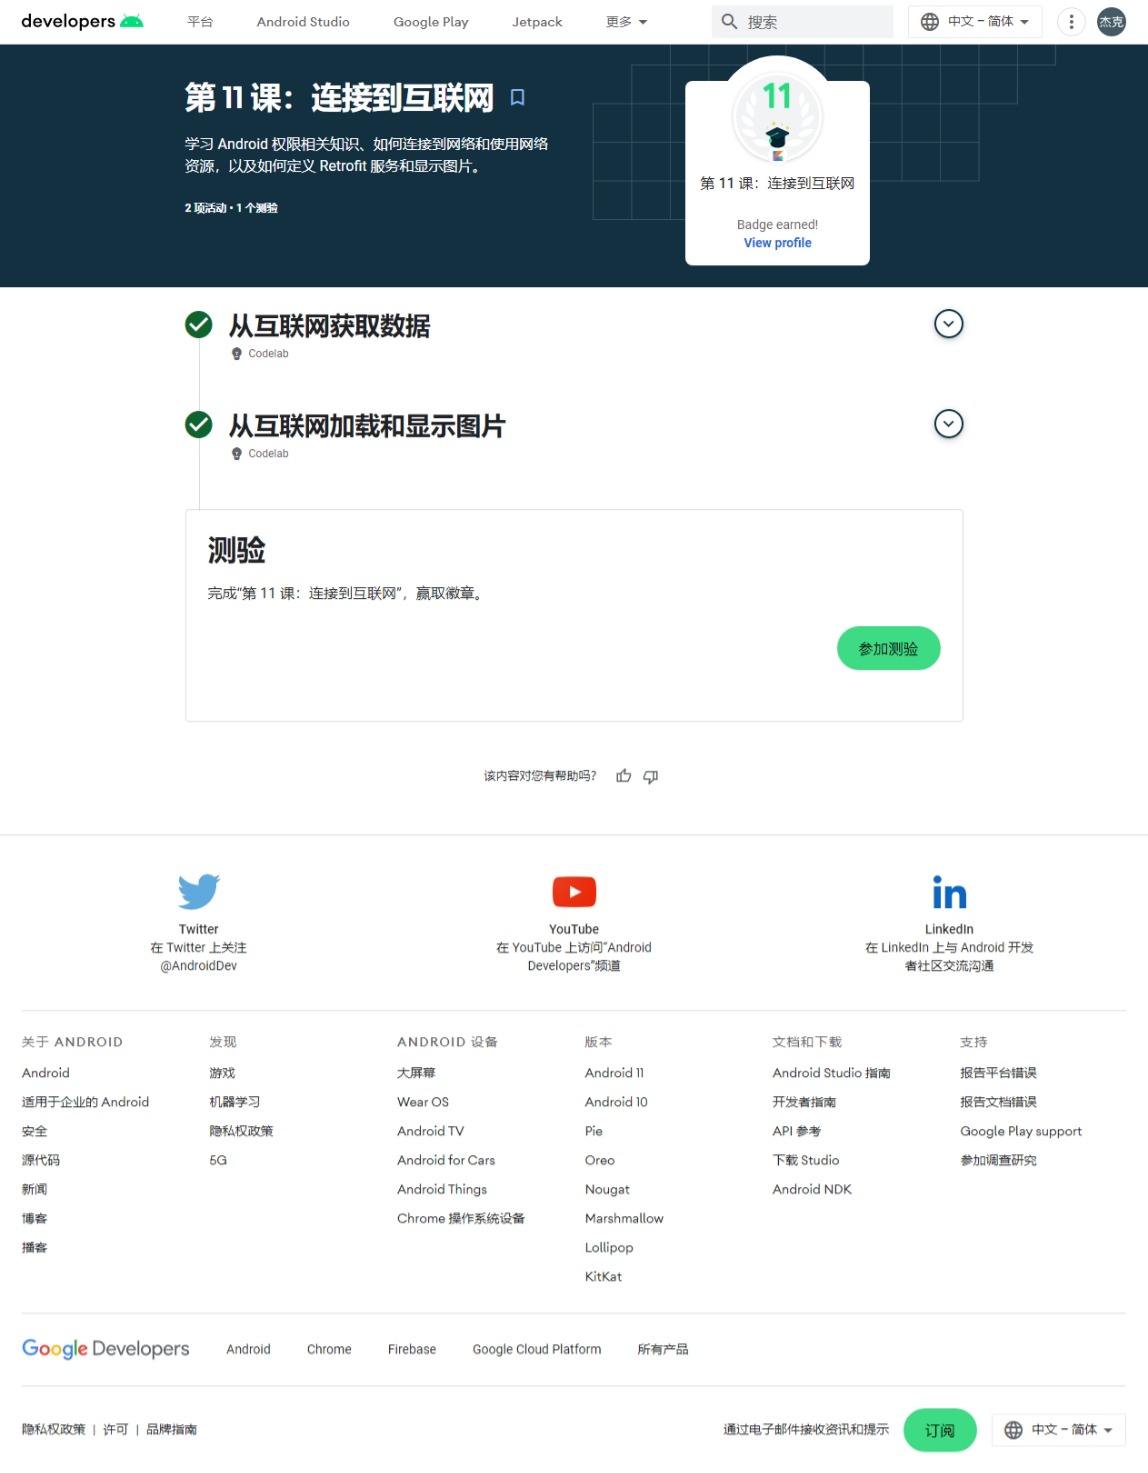 developers
平台
Android Studio
Google Play
Jetpack
更多
搜索
中文 – 简体
杰克
第 11 课：连接到互联网
学习 Android 权限相关知识、如何连接到网络和使用网络
资源，以及如何定义 Retrofit 服务和显示图片。
2 项活动 • 1 个测验
11
第 11 课：连接到互联网
Badge earned!
View profile
从互联网获取数据
Codelab
从互联网加载和显示图片
Codelab
测验
完成“第 11 课：连接到互联网”，赢取徽章。
参加测验
该内容对您有帮助吗？
Twitter
在 Twitter 上关注
@AndroidDev
YouTube
在 YouTube 上访问“Android
Developers”频道
LinkedIn
在 LinkedIn 上与 Android 开发
者社区交流沟通
关于 ANDROID
Android
适用于企业的 Android
安全
源代码
新闻
博客
播客
发现
游戏
机器学习
隐私权政策
5G
ANDROID 设备
大屏幕
Wear OS
Android TV
Android for Cars
Android Things
Chrome 操作系统设备
版本
Android 11
Android 10
Pie
Oreo
Nougat
Marshmallow
Lollipop
KitKat
文档和下载
Android Studio 指南
开发者指南
API 参考
下载 Studio
Android NDK
支持
报告平台错误
报告文档错误
Google Play support
参加调查研究
Google Developers
Android
Chrome
Firebase
Google Cloud Platform
所有产品
隐私权政策 | 许可 | 品牌指南
通过电子邮件接收资讯和提示
订阅
中文 – 简体